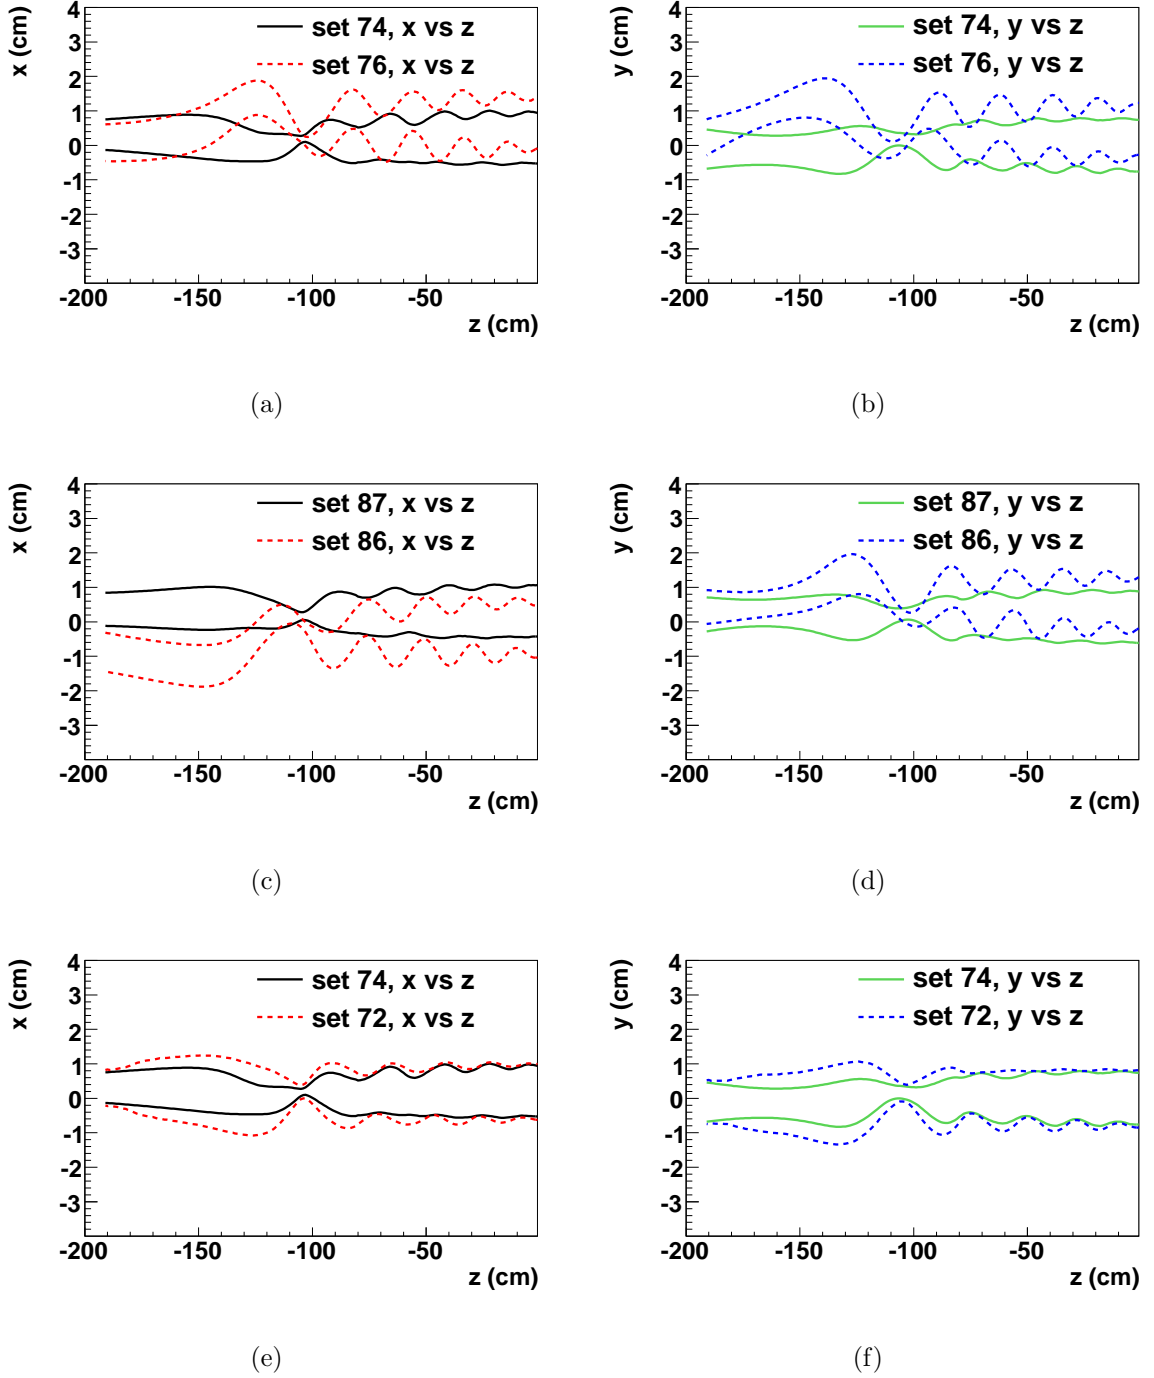 x (cm)
4
3
2
1
0
-1
-2
-3
-200
-150
-100
-50
z (cm)
set 74, x vs z
set 76, x vs z
(a)
y (cm)
4
3
2
1
0
-1
-2
-3
-200
-150
-100
-50
z (cm)
set 74, y vs z
set 76, y vs z
(b)
x (cm)
4
3
2
1
0
-1
-2
-3
-200
-150
-100
-50
z (cm)
set 87, x vs z
set 86, x vs z
(c)
y (cm)
4
3
2
1
0
-1
-2
-3
-200
-150
-100
-50
z (cm)
set 87, y vs z
set 86, y vs z
(d)
x (cm)
4
3
2
1
0
-1
-2
-3
-200
-150
-100
-50
z (cm)
set 74, x vs z
set 72, x vs z
(e)
y (cm)
4
3
2
1
0
-1
-2
-3
-200
-150
-100
-50
z (cm)
set 74, y vs z
set 72, y vs z
(f)